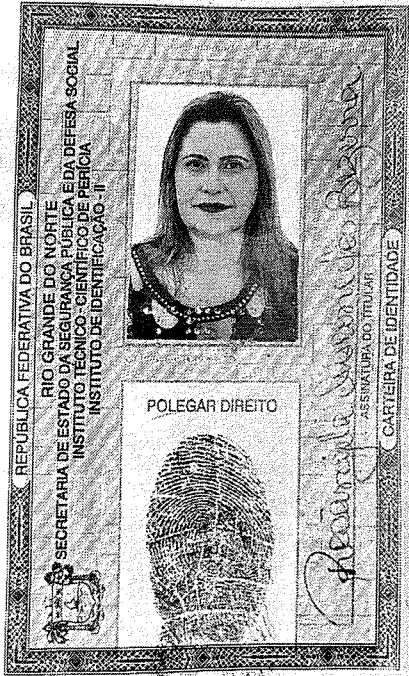 REPÚBLICA FEDERATIVA DO BRASIL
RIO GRANDE DO NORTE
SECRETARIA DE ESTADO DA SEGURANÇA PÚBLICA E DA DEFESA SOCIAL
INSTITUTO TÉCNICO-CIENTÍFICO DE PERÍCIA
INSTITUTO DE IDENTIFICAÇÃO - II
POLEGAR DIREITO
ASSINATURA DO TITULAR
CARTEIRA DE IDENTIDADE